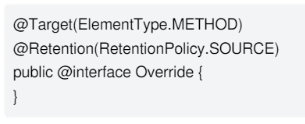 @Target(ElementType.METHOD)
@Retention(RetentionPolicy.SOURCE)
public @interface Override {
}